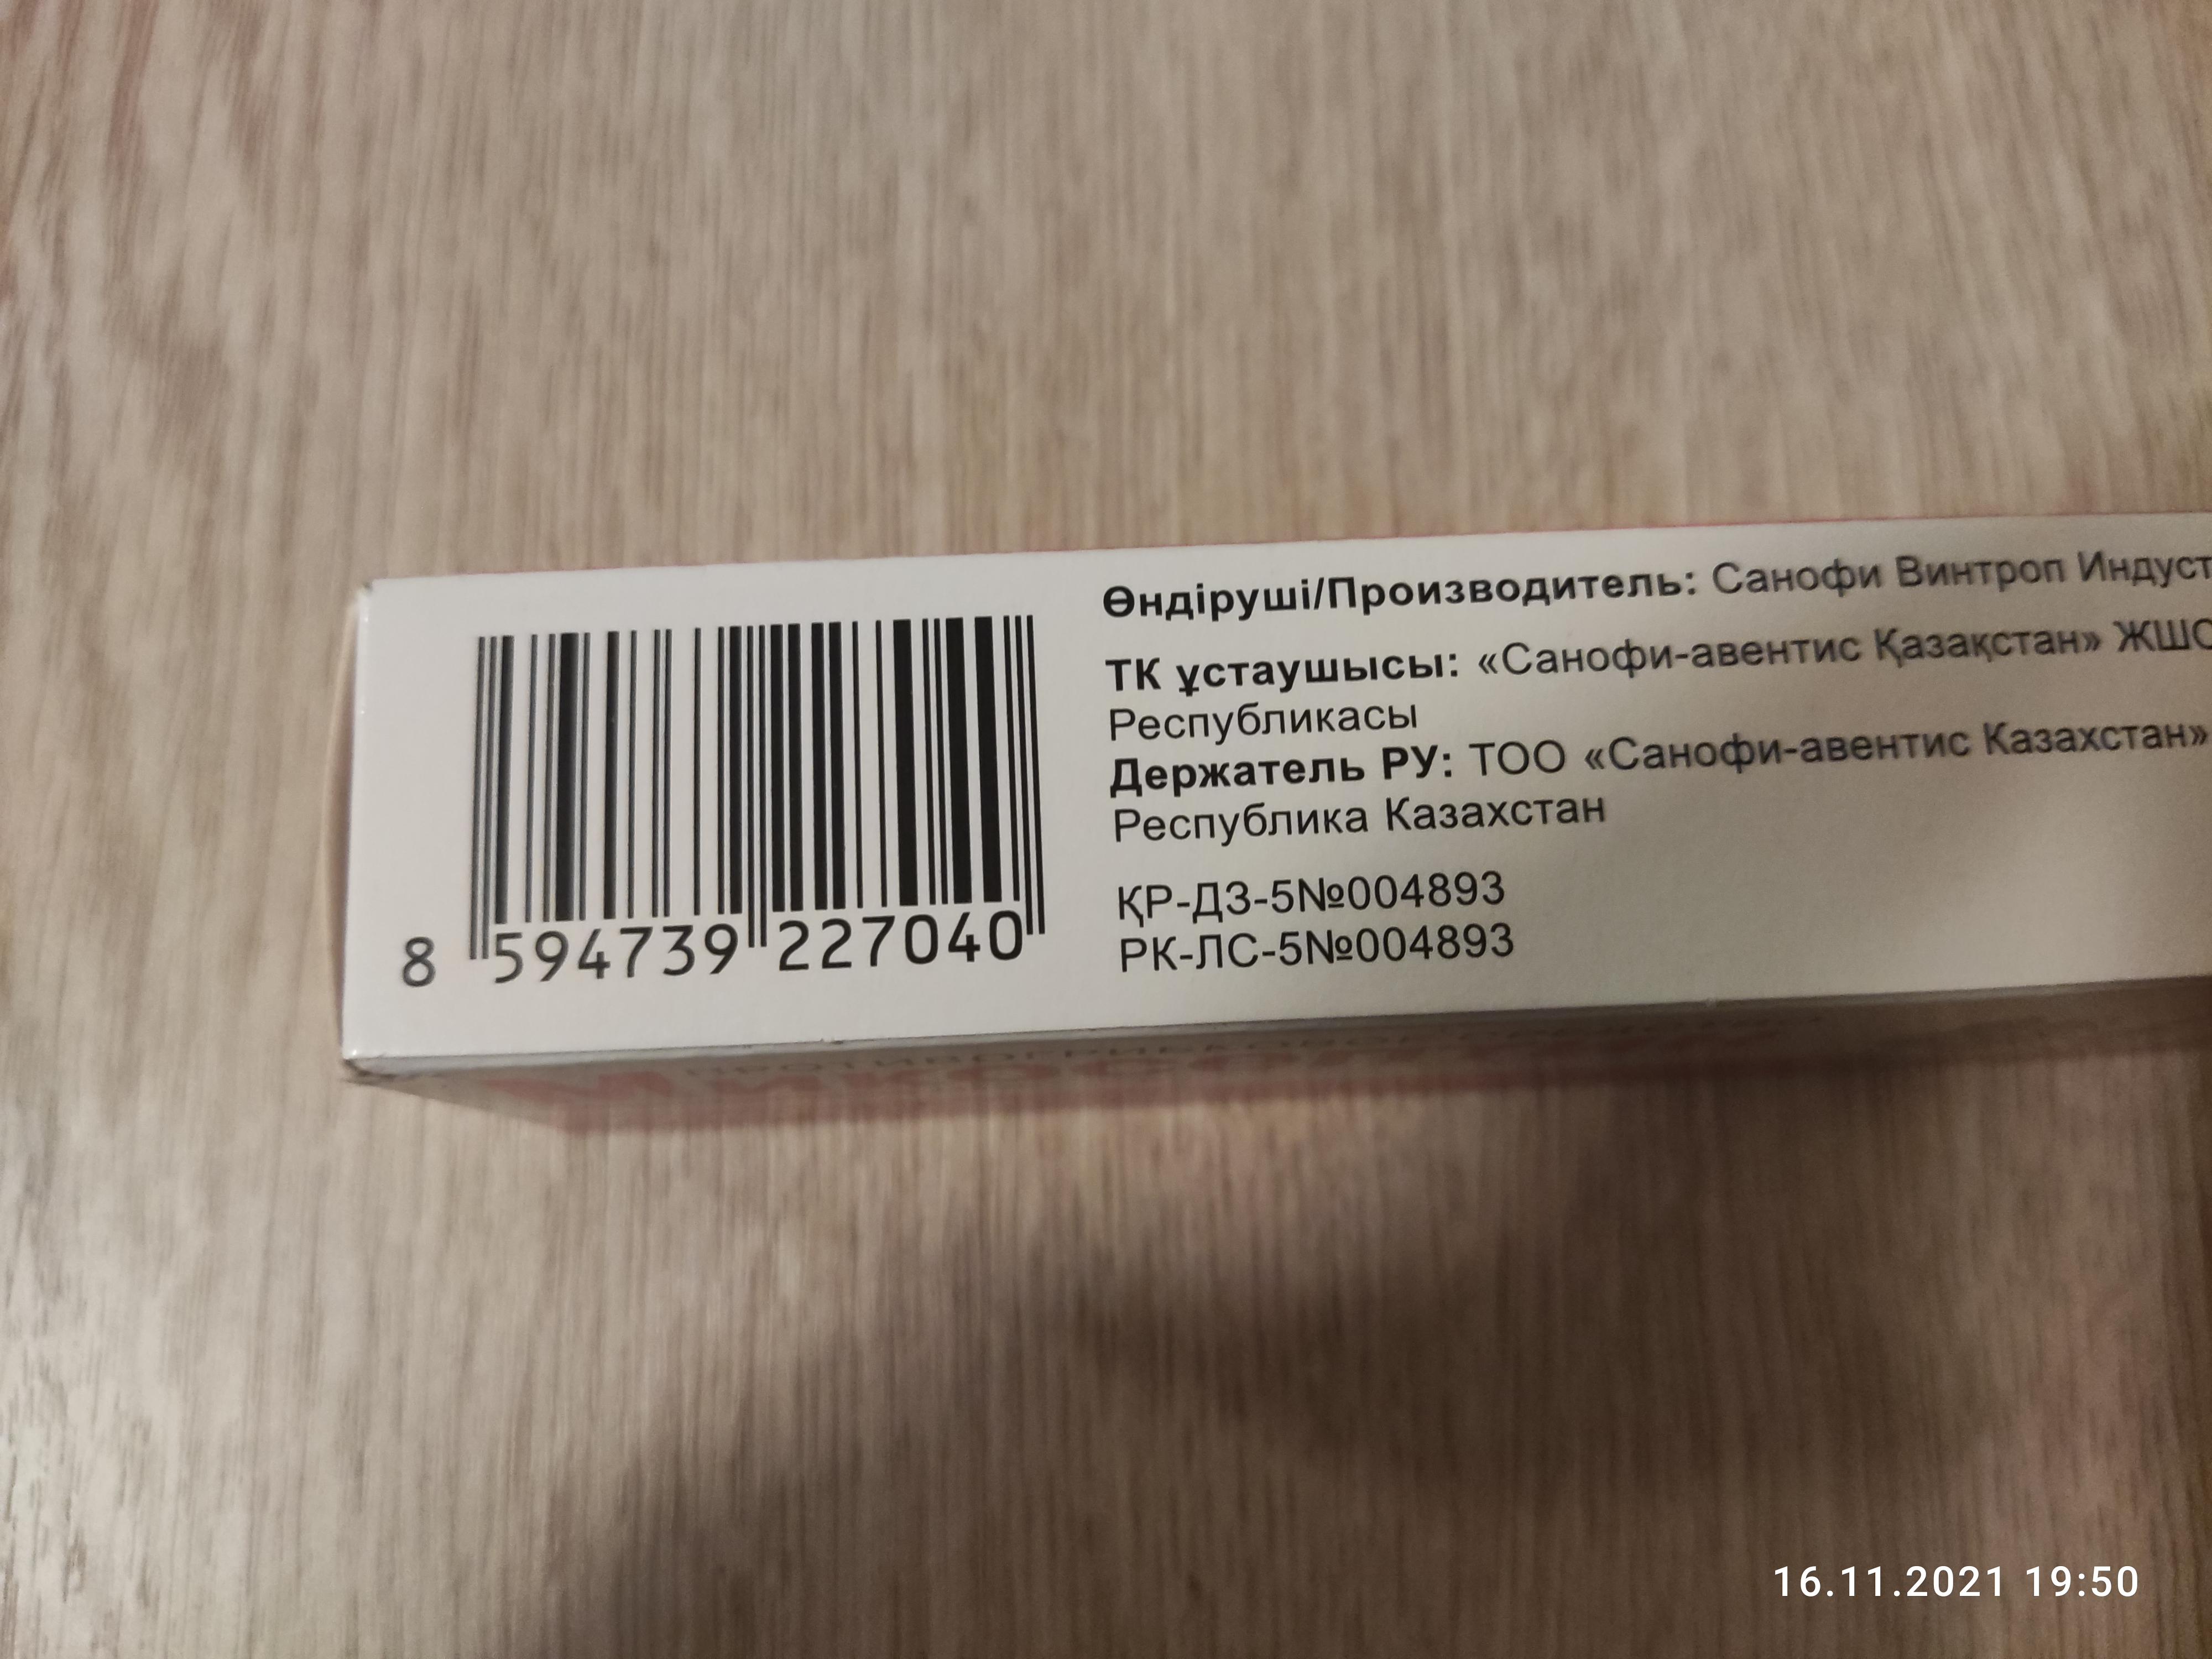 Өндіруші/Производитель: Санофи Винтроп Индуст
ТК ұстаушысы: «Санофи-авентис Қазақстан» ЖШС
Республикасы
Держатель РУ: ТОО «Санофи-авентис Казахстан»
Республика Казахстан
ҚР-ДЗ-5№004893
РК-ЛС-5№004893
8 594739 227040
16.11.2021 19:50